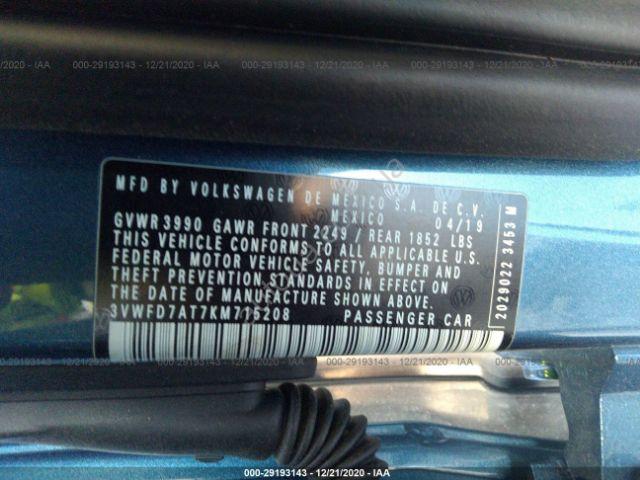 000-29193143 - 12/21/2020 - IAA
MFD BY VOLKSWAGEN DE MEXICO S.A. DE C.V.
MEXICO 04/19
GVWR 3990 GAWR FRONT 2249 / REAR 1852 LBS
THIS VEHICLE CONFORMS TO ALL APPLICABLE U.S.
FEDERAL MOTOR VEHICLE SAFETY, BUMPER AND
THEFT PREVENTION STANDARDS IN EFFECT ON
THE DATE OF MANUFACTURE SHOWN ABOVE.
3VWFD7AT7KM715208 PASSENGER CAR
2029022 3453 M
000-29193143 - 12/21/2020 - IAA